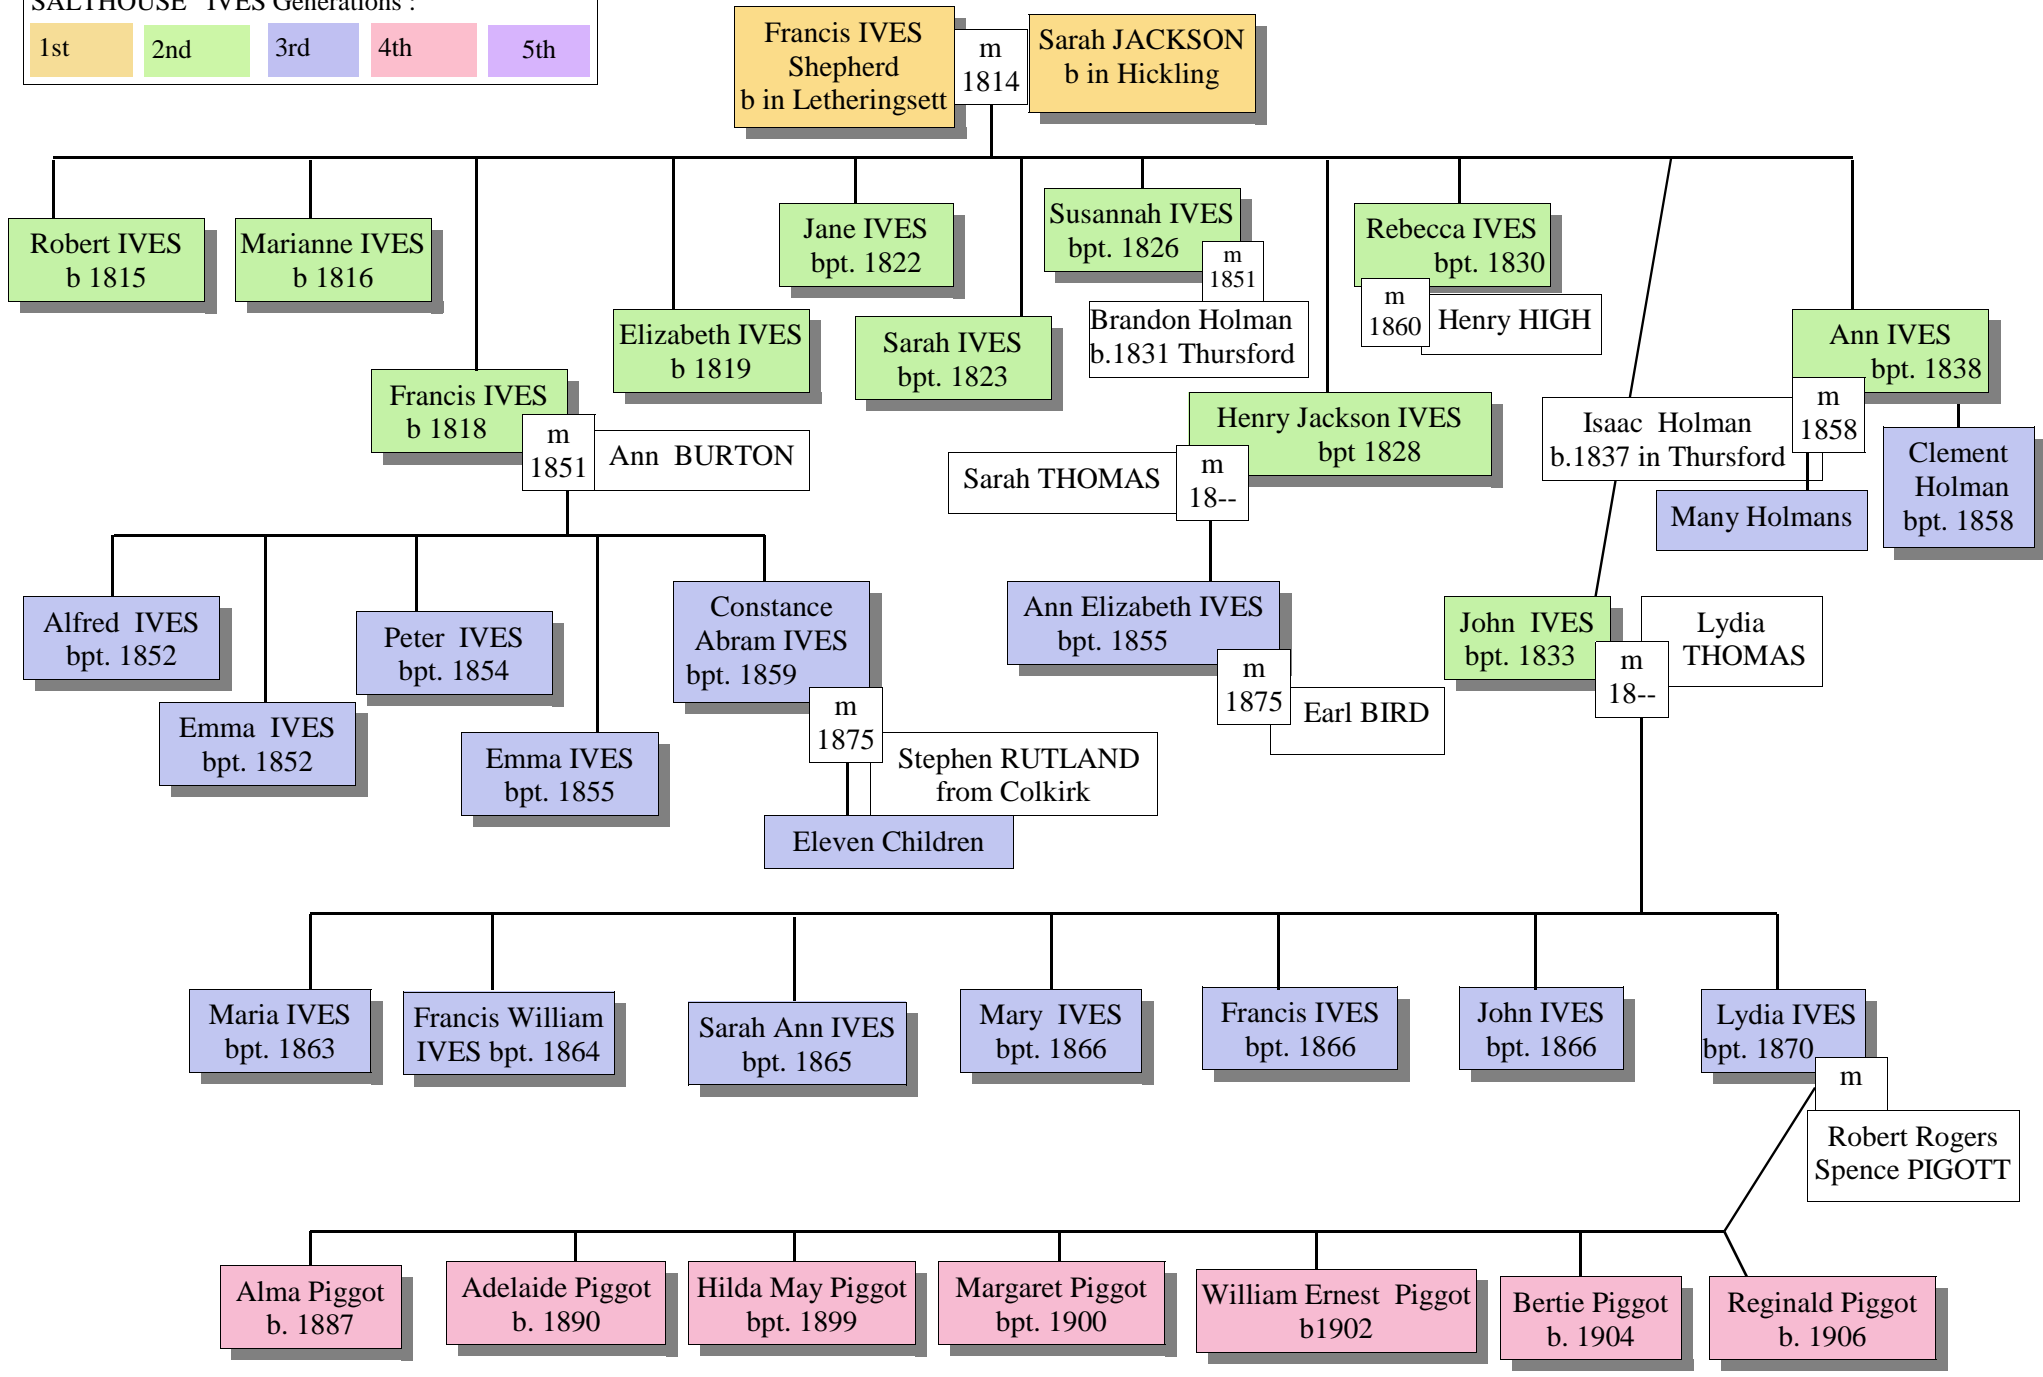 SALTHOUSE IVES Generations :
1st
2nd
3rd
4th
5th
Francis IVES
Shepherd
b in Letheringsett
m
1814
Sarah JACKSON
b in Hickling
Robert IVES
b 1815
Marianne IVES
b 1816
Francis IVES
b 1818
m
1851
Ann BURTON
Elizabeth IVES
b 1819
Jane IVES
bpt. 1822
Sarah IVES
bpt. 1823
Susannah IVES
bpt. 1826
m
1851
Brandon Holman
b.1831 Thursford
Henry Jackson IVES
bpt 1828
Sarah THOMAS
m
18--
Rebecca IVES
bpt. 1830
m
1860
Henry HIGH
Ann IVES
bpt. 1838
m
1858
Isaac Holman
b.1837 in Thursford
Many Holmans
Clement
Holman
bpt. 1858
Alfred IVES
bpt. 1852
Emma IVES
bpt. 1852
Peter IVES
bpt. 1854
Emma IVES
bpt. 1855
Constance
Abram IVES
bpt. 1859
m
1875
Stephen RUTLAND
from Colkirk
Eleven Children
Ann Elizabeth IVES
bpt. 1855
m
1875
Earl BIRD
John IVES
bpt. 1833
m
18--
Lydia
THOMAS
Maria IVES
bpt. 1863
Francis William
IVES bpt. 1864
Sarah Ann IVES
bpt. 1865
Mary IVES
bpt. 1866
Francis IVES
bpt. 1866
John IVES
bpt. 1866
Lydia IVES
bpt. 1870
m
Robert Rogers
Spence PIGOTT
Alma Piggot
b. 1887
Adelaide Piggot
b. 1890
Hilda May Piggot
bpt. 1899
Margaret Piggot
bpt. 1900
William Ernest Piggot
b1902
Bertie Piggot
b. 1904
Reginald Piggot
b. 1906